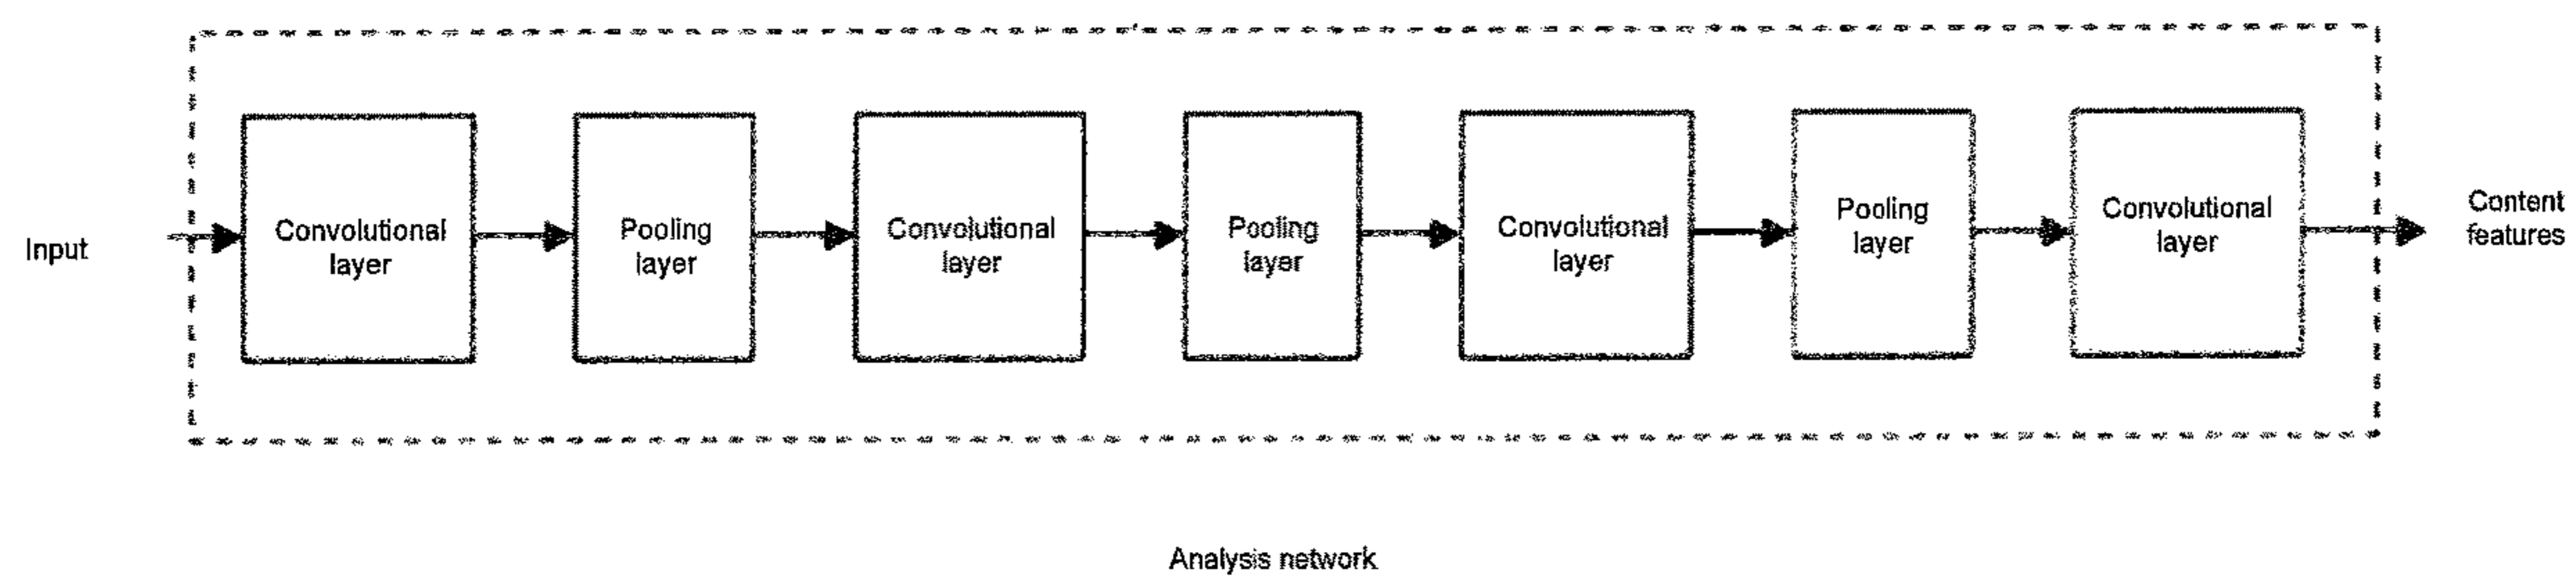 Input
Convolutional
layer
Pooling
layer
Convolutional
layer
Pooling
layer
Convolutional
layer
Pooling
layer
Convolutional
layer
Content
features
Analysis network